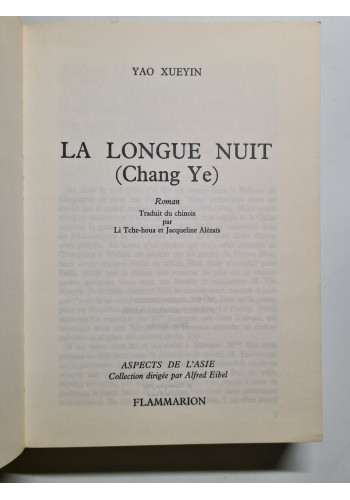 YAO XUEYIN
LA LONGUE NUIT
(Chang Ye)
Roman
Traduit du chinois
par
Li Tche-houa et Jacqueline Alézaïs
ASPECTS DE L'ASIE
Collection dirigée par Alfred Eibel
FLAMMARION